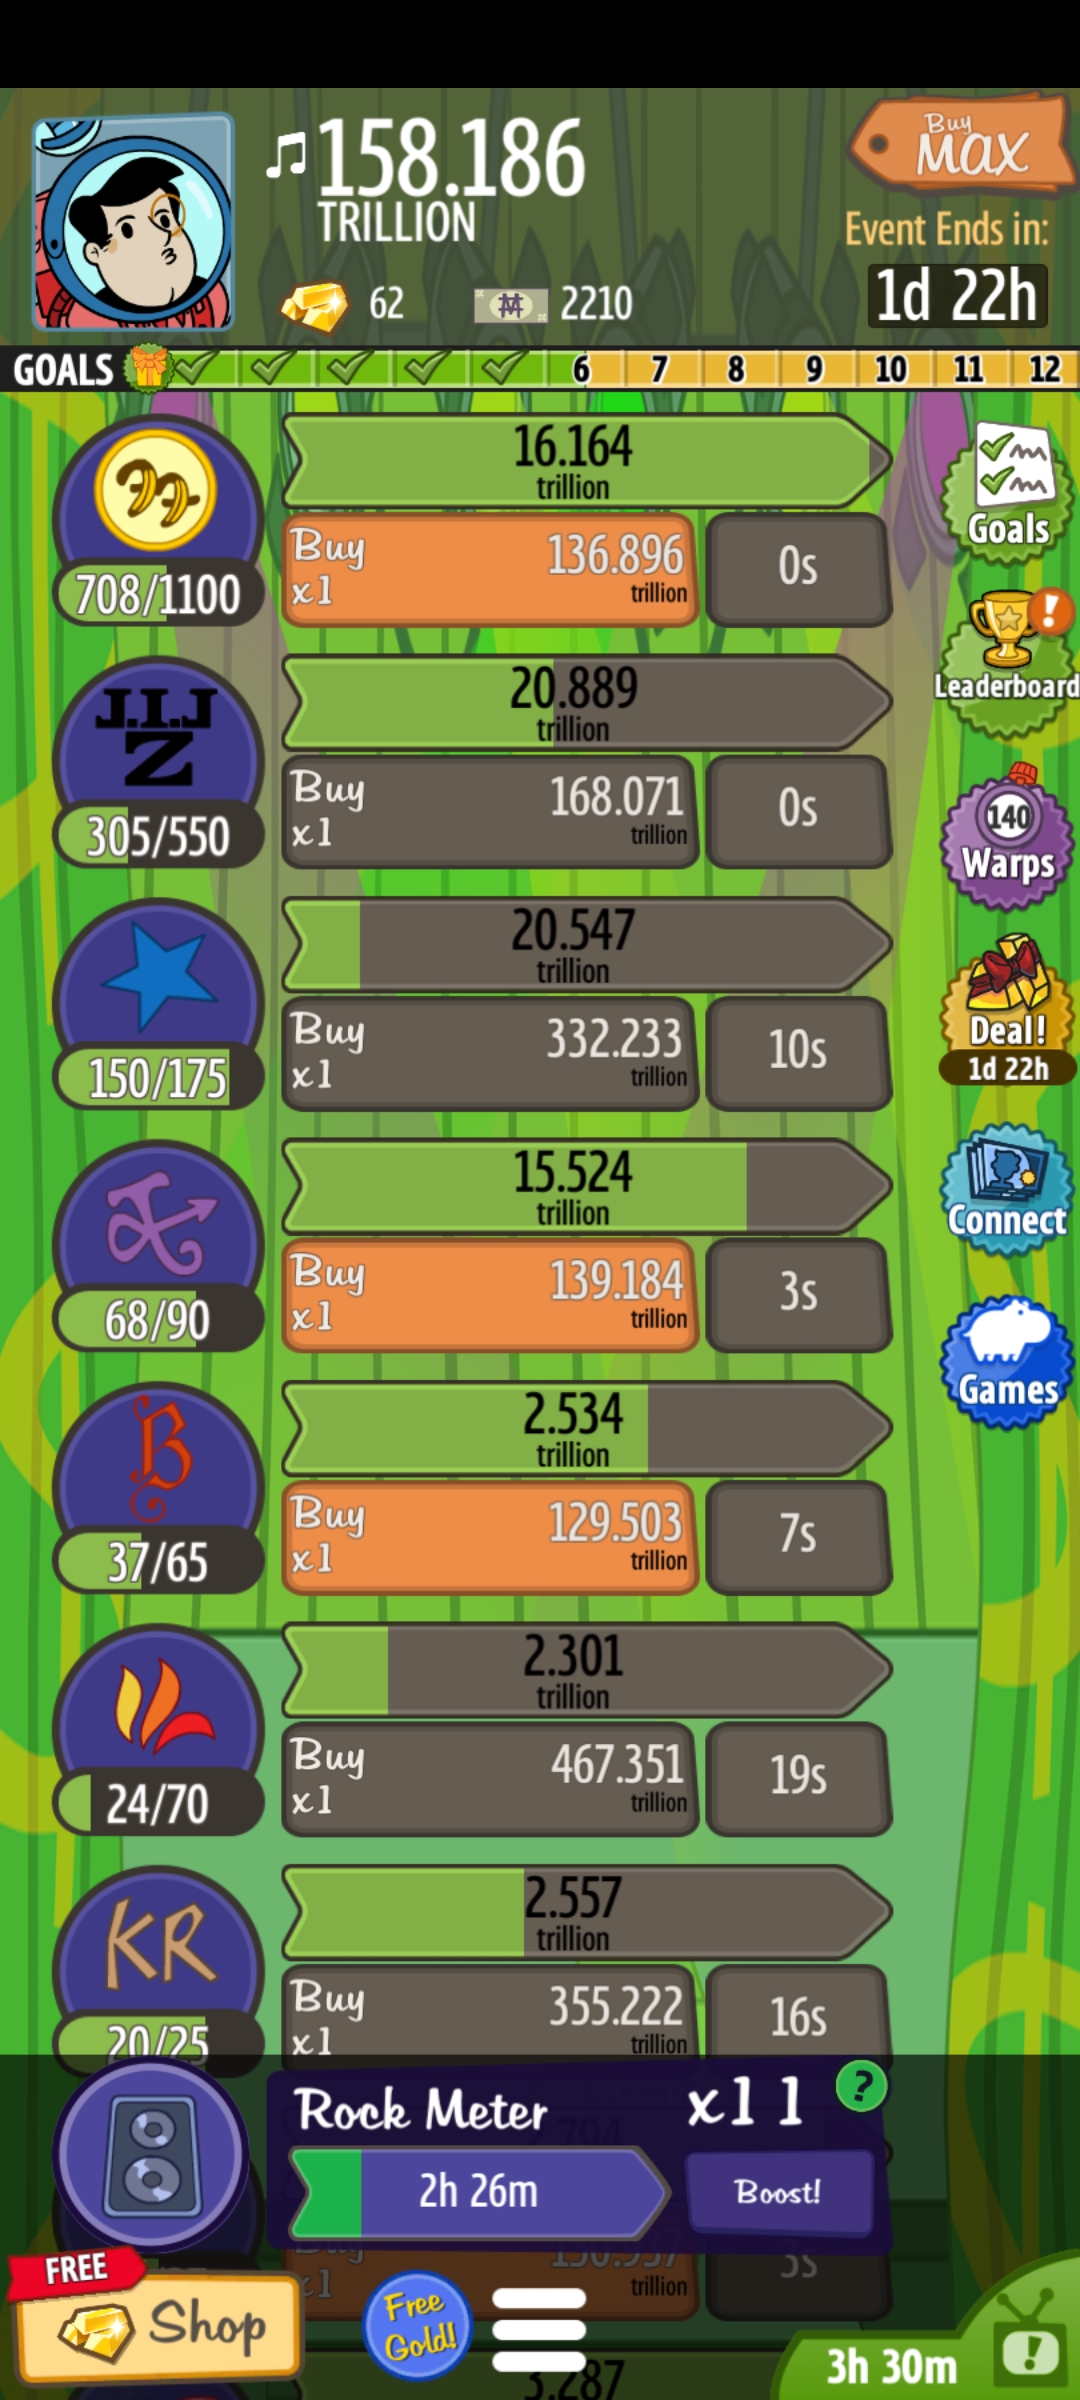 158.186
TRILLION
Buy
MAX
Event Ends in:
1d 22h
62
2210
GOALS 6 7 8 9 10 11 12
16.164
trillion
Buy
x1
136.896
trillion
0s
708/1100
Goals
J.I.J
Z
20.889
trillion
Buy
x1
168.071
trillion
0s
305/550
Leaderboard
140
Warps
20.547
trillion
Buy
x1
332.233
trillion
10s
150/175
Deal!
1d 22h
15.524
trillion
Buy
x1
139.184
trillion
3s
68/90
Connect
B
2.534
trillion
Buy
x1
129.503
trillion
7s
37/65
Games
2.301
trillion
Buy
x1
467.351
trillion
19s
24/70
KR
2.557
trillion
Buy
x1
355.222
trillion
16s
20/25
Rock Meter
x11
?
2h 26m
Boost!
x1
trillion
3s
FREE
Shop
Free
Gold!
3h 30m
3.287